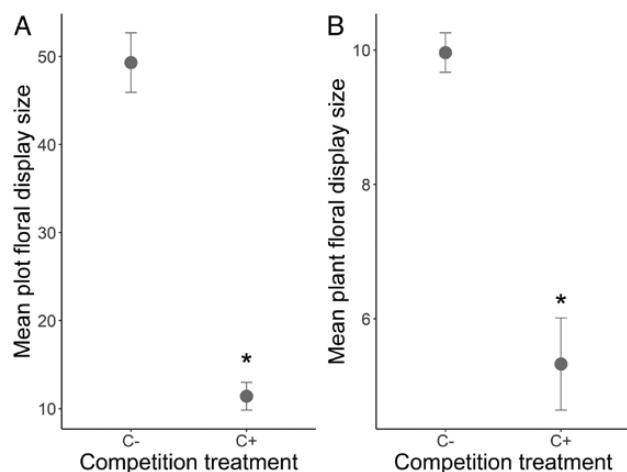 A
Mean plot floral display size
50
40
30
20
10
*
C- C+
Competition treatment
B
Mean plant floral display size
10
8
6
*
C- C+
Competition treatment